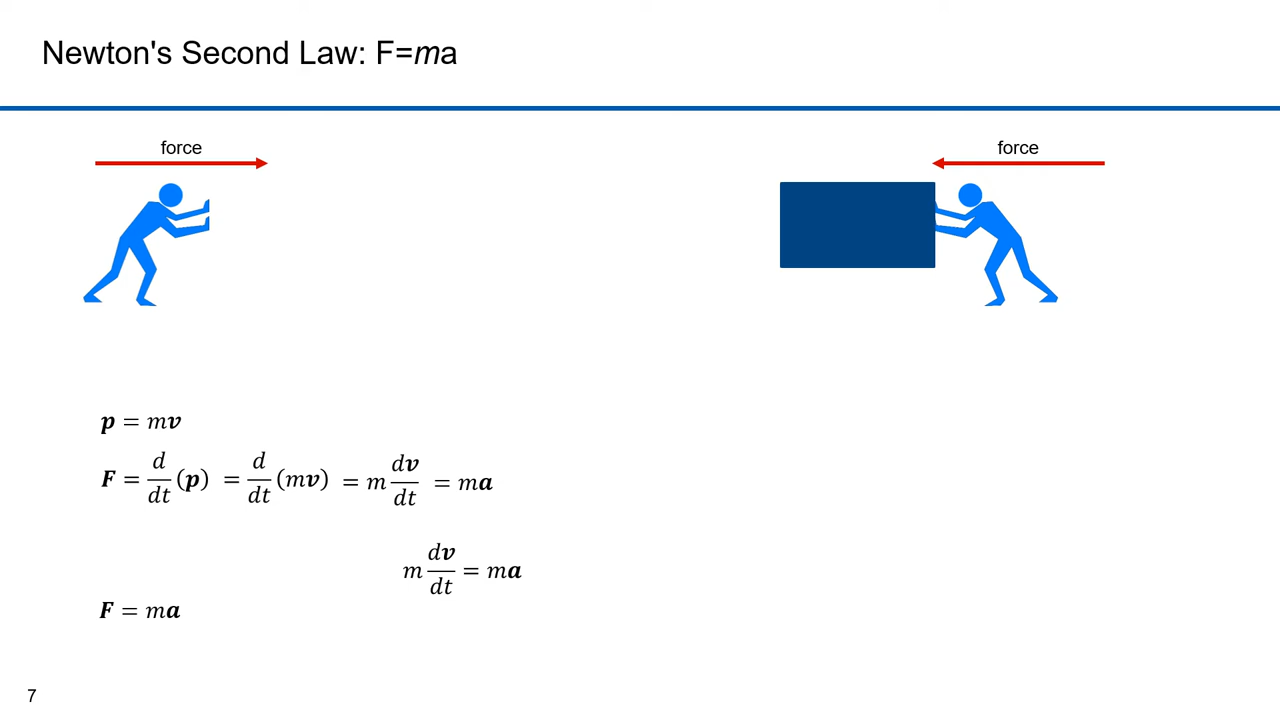 Newton's Second Law: F=ma
force
force
p = mv
F = d/dt (p) = d/dt (mv) = m dv/dt = ma
m dv/dt = ma
F = ma
7